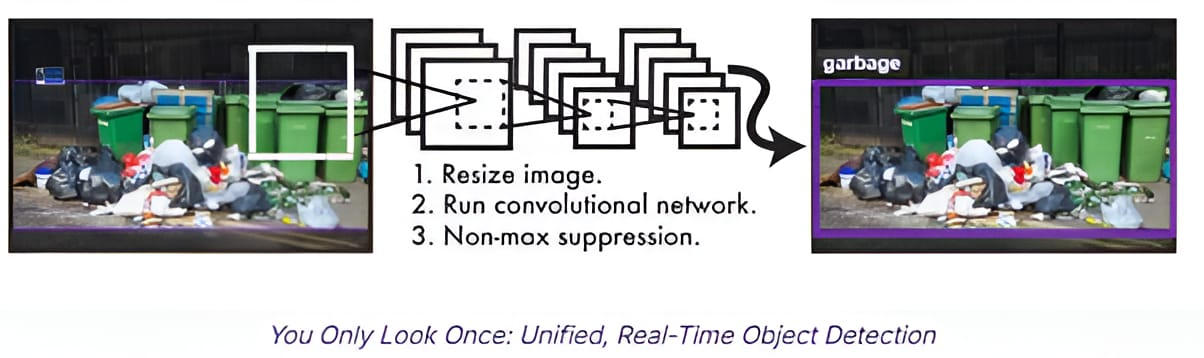 garbage
1. Resize image.
2. Run convolutional network.
3. Non-max suppression.
You Only Look Once: Unified, Real-Time Object Detection